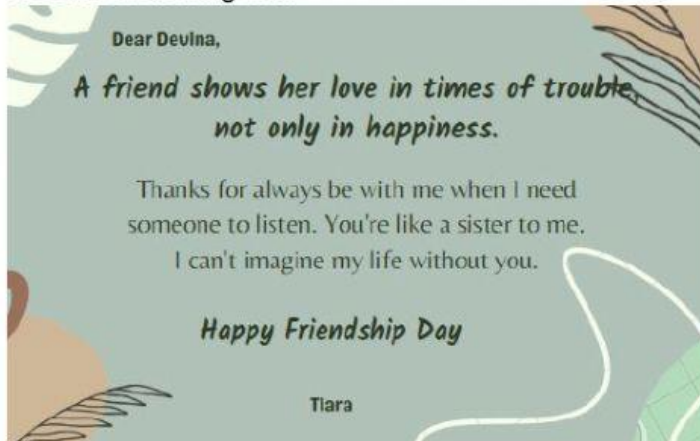 Dear Devina,
A friend shows her love in times of trouble,
not only in happiness.
Thanks for always be with me when I need
someone to listen. You're like a sister to me.
I can't imagine my life without you.
Happy Friendship Day
Tiara